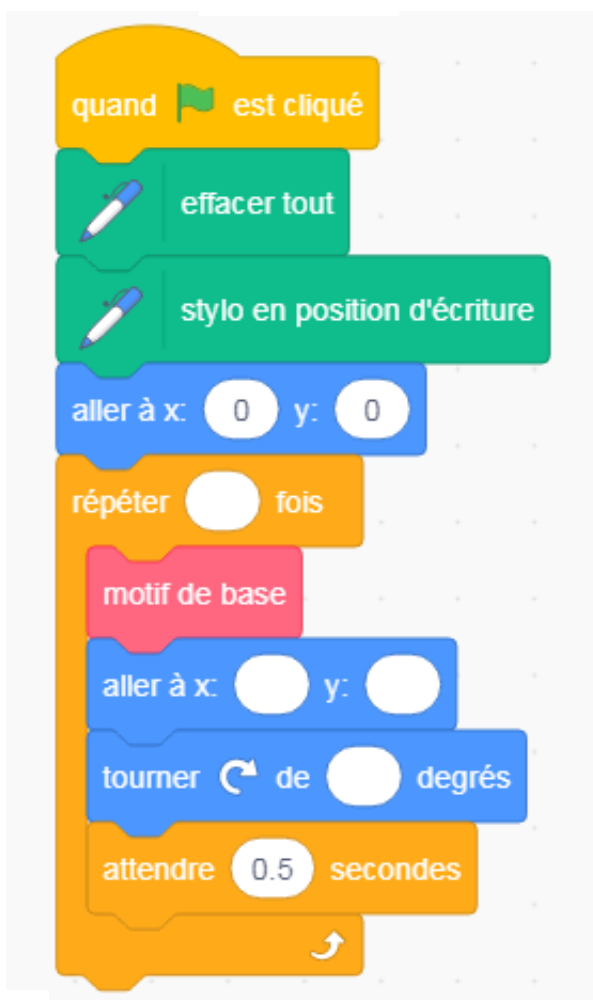 quand est cliqué
effacer tout
stylo en position d'écriture
aller à x: 0 y: 0
répéter fois
motif de base
aller à x: y:
tourner de degrés
attendre 0.5 secondes